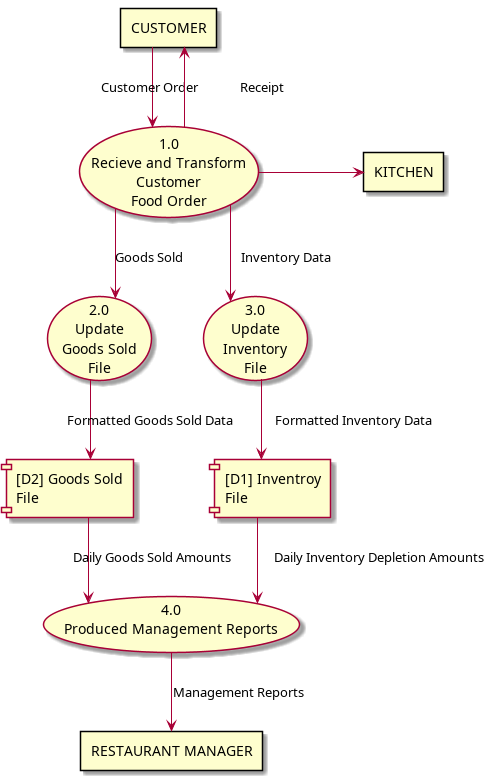 CUSTOMER
Customer Order
Receipt
1.0
Recieve and Transform
Customer
Food Order
KITCHEN
Goods Sold
Inventory Data
2.0
Update
Goods Sold
File
3.0
Update
Inventory
File
Formatted Goods Sold Data
Formatted Inventory Data
[D2] Goods Sold
File
[D1] Inventroy
File
Daily Goods Sold Amounts
Daily Inventory Depletion Amounts
4.0
Produced Management Reports
Management Reports
RESTAURANT MANAGER